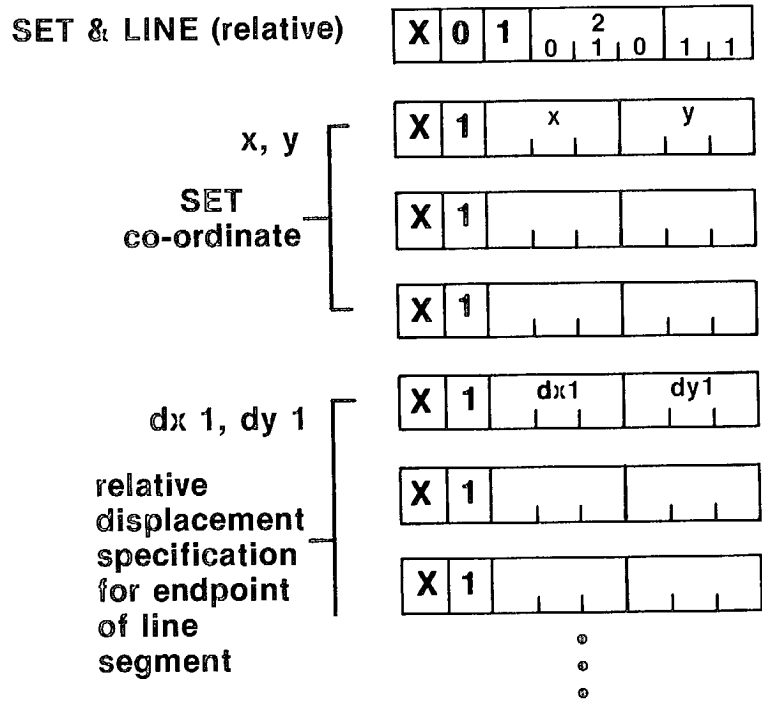 SET & LINE (relative)
X 0 1 2
0 1 0 1 1
x, y
X 1 x y
SET
co-ordinate
X 1
X 1
dx 1, dy 1
X 1 dx1 dy1
relative
displacement
specification
for endpoint
of line
segment
X 1
X 1